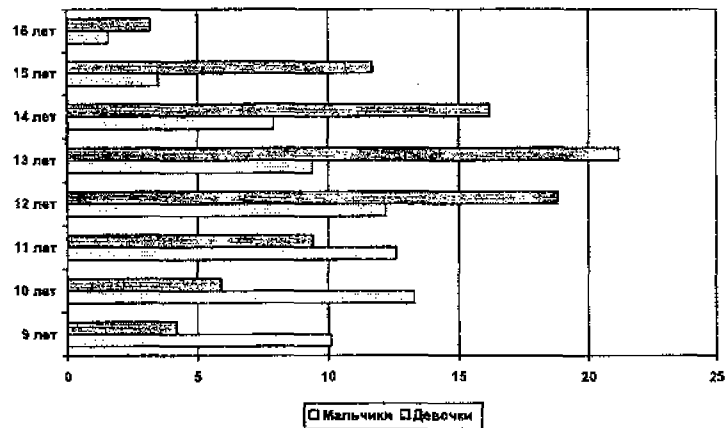 16 лет
15 лет
14 лет
13 лет
12 лет
11 лет
10 лет
9 лет
0 5 10 15 20 25
Мальчики Девочки